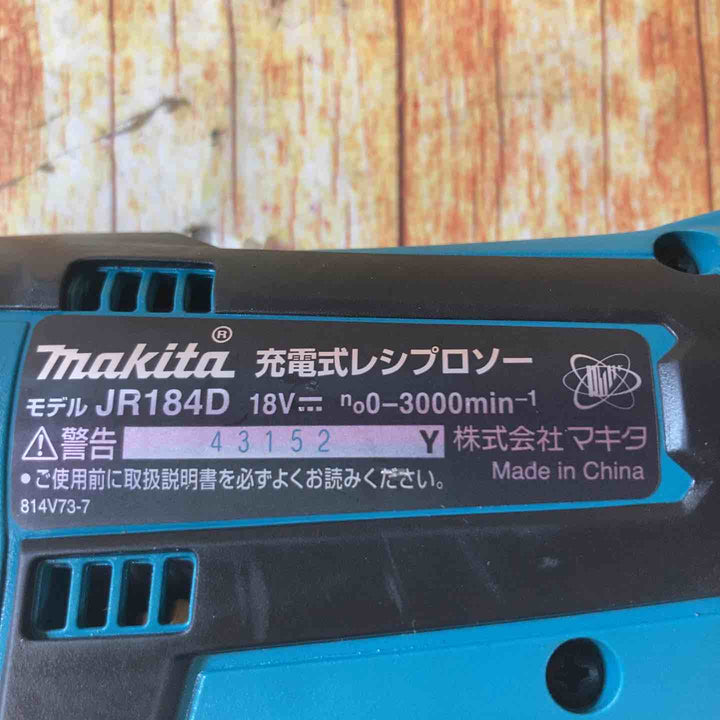 makita® 充電式レシプロソー
モデル JR184D 18V⎓ n₀0-3000min⁻¹
⚠警告 43152 Y 株式会社マキタ
●ご使用前に取扱説明書を必ずよくお読みください。 Made in China
814V73-7